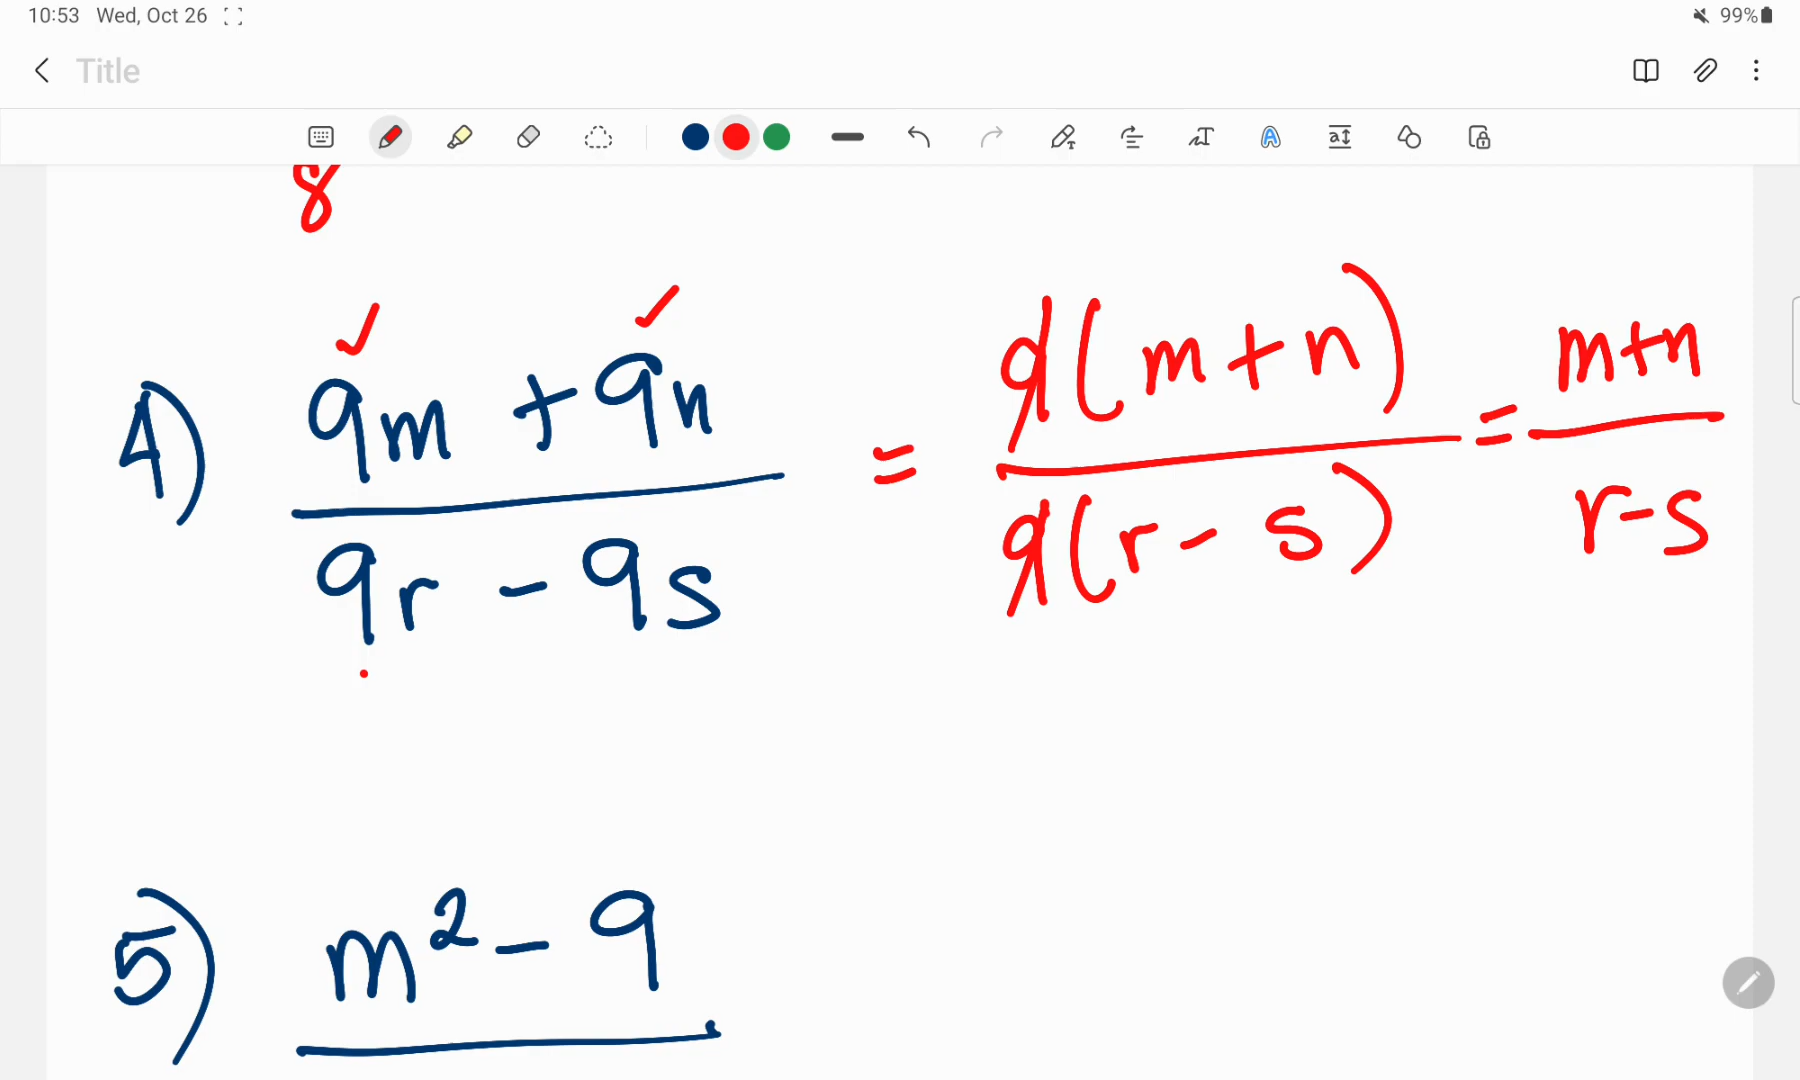 10:53 Wed, Oct 26 99%
Title
8
4) 9m + 9n / 9r - 9s = 9(m + n) / 9(r - s) = m+n / r-s
5) m² - 9